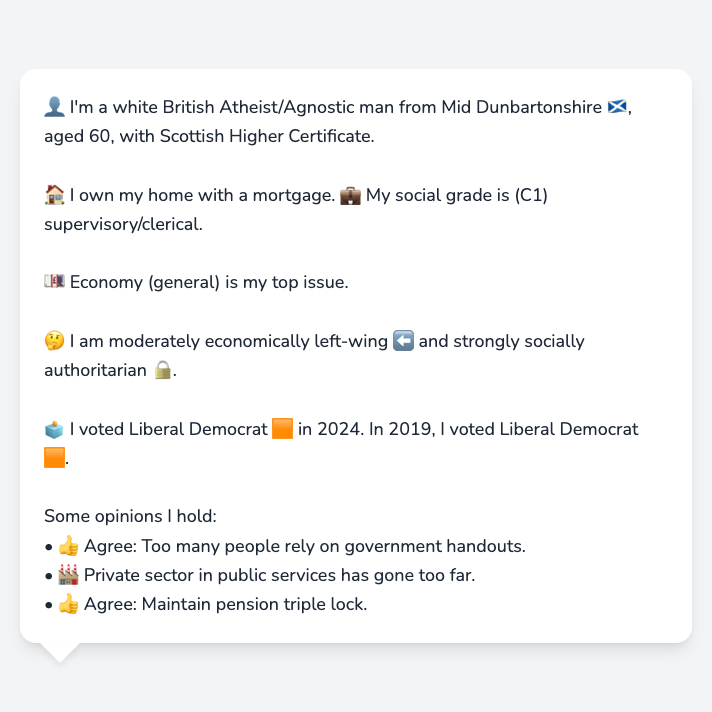 👤 I'm a white British Atheist/Agnostic man from Mid Dunbartonshire 🏴󠁧󠁢󠁳󠁣󠁴󠁿,
aged 60, with Scottish Higher Certificate.
🏠 I own my home with a mortgage. 💼 My social grade is (C1)
supervisory/clerical.
💷 Economy (general) is my top issue.
🤔 I am moderately economically left-wing ⬅️ and strongly socially
authoritarian 🔒.
🗳️ I voted Liberal Democrat 🟧 in 2024. In 2019, I voted Liberal Democrat
🟧.
Some opinions I hold:
• 👍 Agree: Too many people rely on government handouts.
• 🏭 Private sector in public services has gone too far.
• 👍 Agree: Maintain pension triple lock.